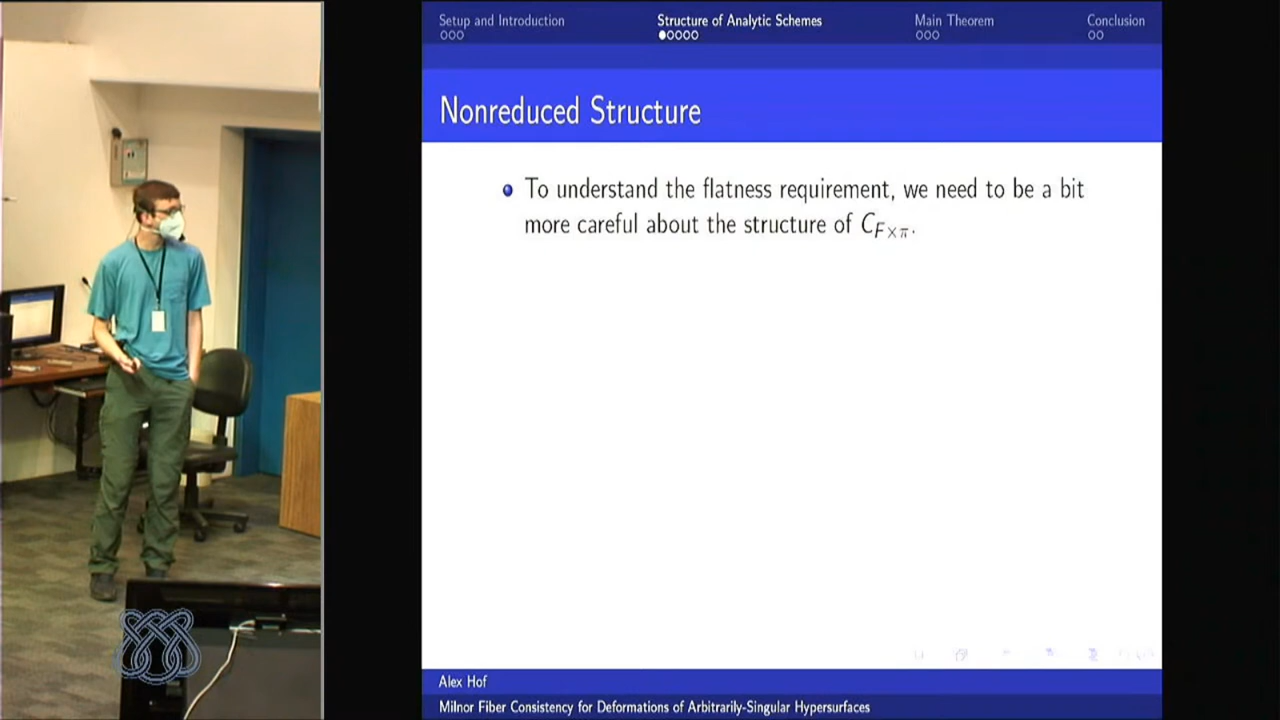 Setup and Introduction
Structure of Analytic Schemes
Main Theorem
Conclusion
Nonreduced Structure
To understand the flatness requirement, we need to be a bit
more careful about the structure of C_{F×π}.
Alex Hof
Milnor Fiber Consistency for Deformations of Arbitrarily-Singular Hypersurfaces